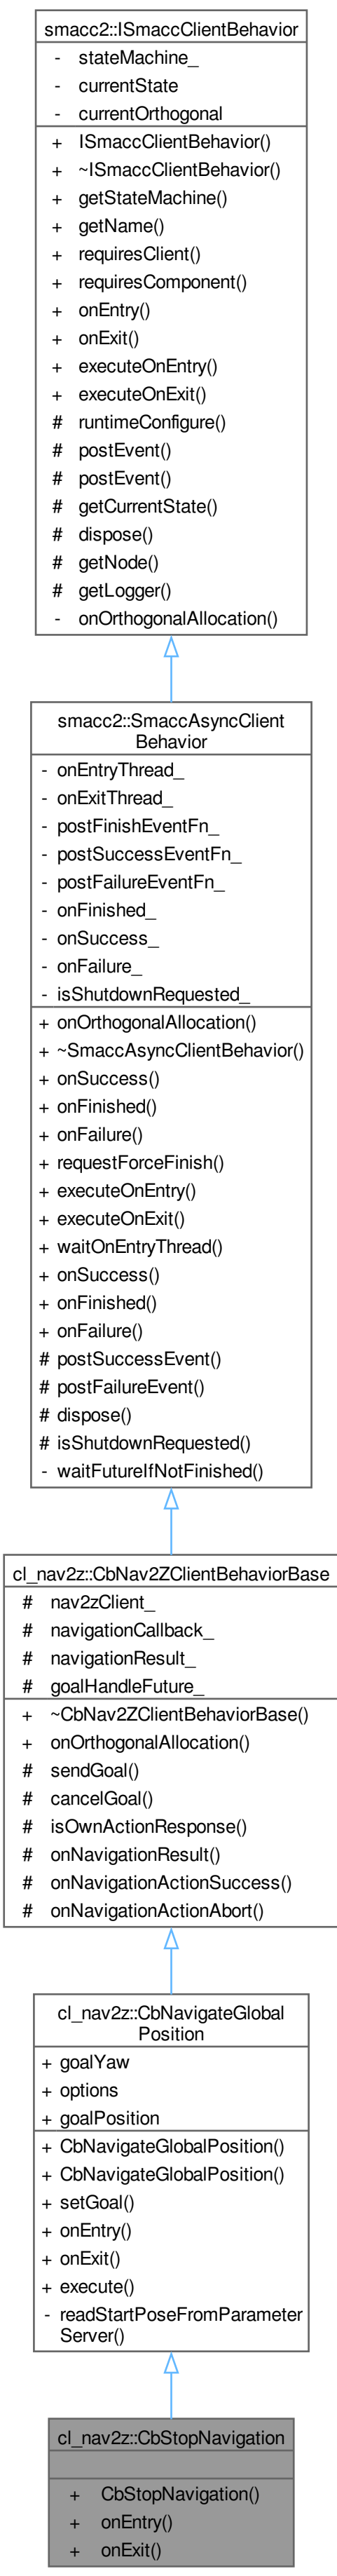 smacc2::ISmaccClientBehavior
- stateMachine_
- currentState
- currentOrthogonal
+ ISmaccClientBehavior()
+ ~ISmaccClientBehavior()
+ getStateMachine()
+ getName()
+ requiresClient()
+ requiresComponent()
+ onEntry()
+ onExit()
+ executeOnEntry()
+ executeOnExit()
# runtimeConfigure()
# postEvent()
# postEvent()
# getCurrentState()
# dispose()
# getNode()
# getLogger()
- onOrthogonalAllocation()
smacc2::SmaccAsyncClient
Behavior
- onEntryThread_
- onExitThread_
- postFinishEventFn_
- postSuccessEventFn_
- postFailureEventFn_
- onFinished_
- onSuccess_
- onFailure_
- isShutdownRequested_
+ onOrthogonalAllocation()
+ ~SmaccAsyncClientBehavior()
+ onSuccess()
+ onFinished()
+ onFailure()
+ requestForceFinish()
+ executeOnEntry()
+ executeOnExit()
+ waitOnEntryThread()
+ onSuccess()
+ onFinished()
+ onFailure()
# postSuccessEvent()
# postFailureEvent()
# dispose()
# isShutdownRequested()
- waitFutureIfNotFinished()
cl_nav2z::CbNav2ZClientBehaviorBase
# nav2zClient_
# navigationCallback_
# navigationResult_
# goalHandleFuture_
+ ~CbNav2ZClientBehaviorBase()
+ onOrthogonalAllocation()
# sendGoal()
# cancelGoal()
# isOwnActionResponse()
# onNavigationResult()
# onNavigationActionSuccess()
# onNavigationActionAbort()
cl_nav2z::CbNavigateGlobal
Position
+ goalYaw
+ options
+ goalPosition
+ CbNavigateGlobalPosition()
+ CbNavigateGlobalPosition()
+ setGoal()
+ onEntry()
+ onExit()
+ execute()
- readStartPoseFromParameter
Server()
cl_nav2z::CbStopNavigation
+ CbStopNavigation()
+ onEntry()
+ onExit()